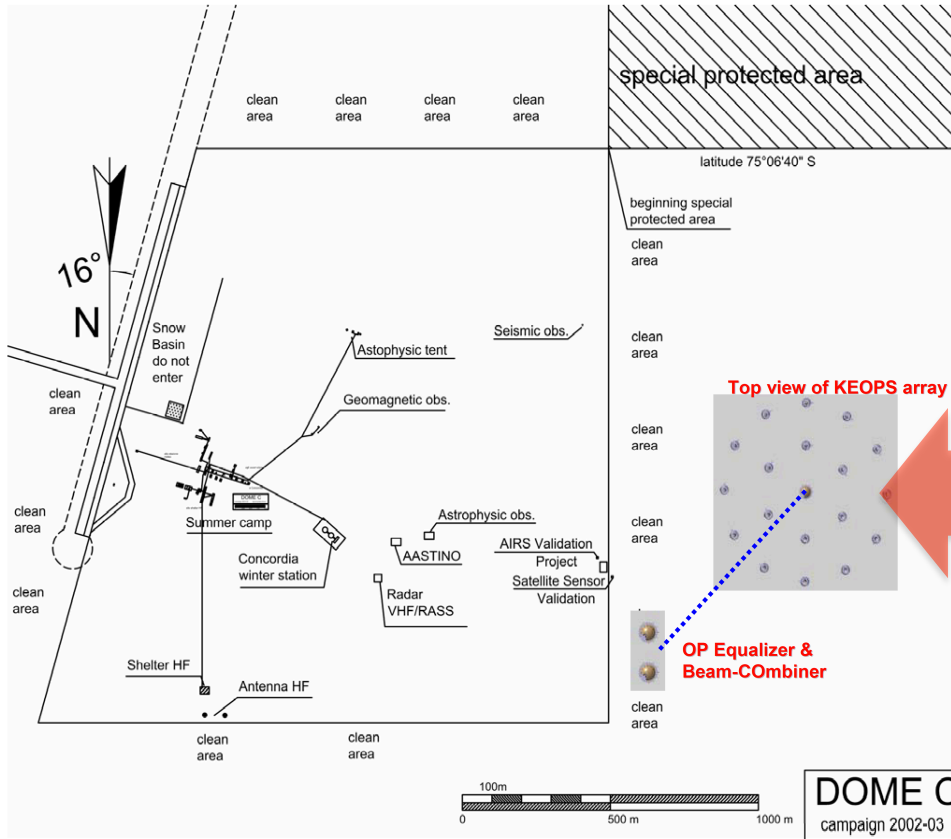 special protected area
clean
area
clean
area
clean
area
clean
area
latitude 75°06'40" S
beginning special
protected area
clean
area
16°
N
Snow
Basin
do not
enter
Astophysic tent
Seismic obs.
clean
area
Geomagnetic obs.
clean
area
Top view of KEOPS array
clean
area
DOME C
Summer camp
Concordia
winter station
Astrophysic obs.
AASTINO
Radar
VHF/RASS
AIRS Validation
Project
Satellite Sensor
Validation
clean
area
clean
area
clean
area
OP Equalizer &
Beam-COmbiner
Shelter HF
Antenna HF
clean
area
clean
area
clean
area
100m
0
500 m
1000 m
DOME C
campaign 2002-03